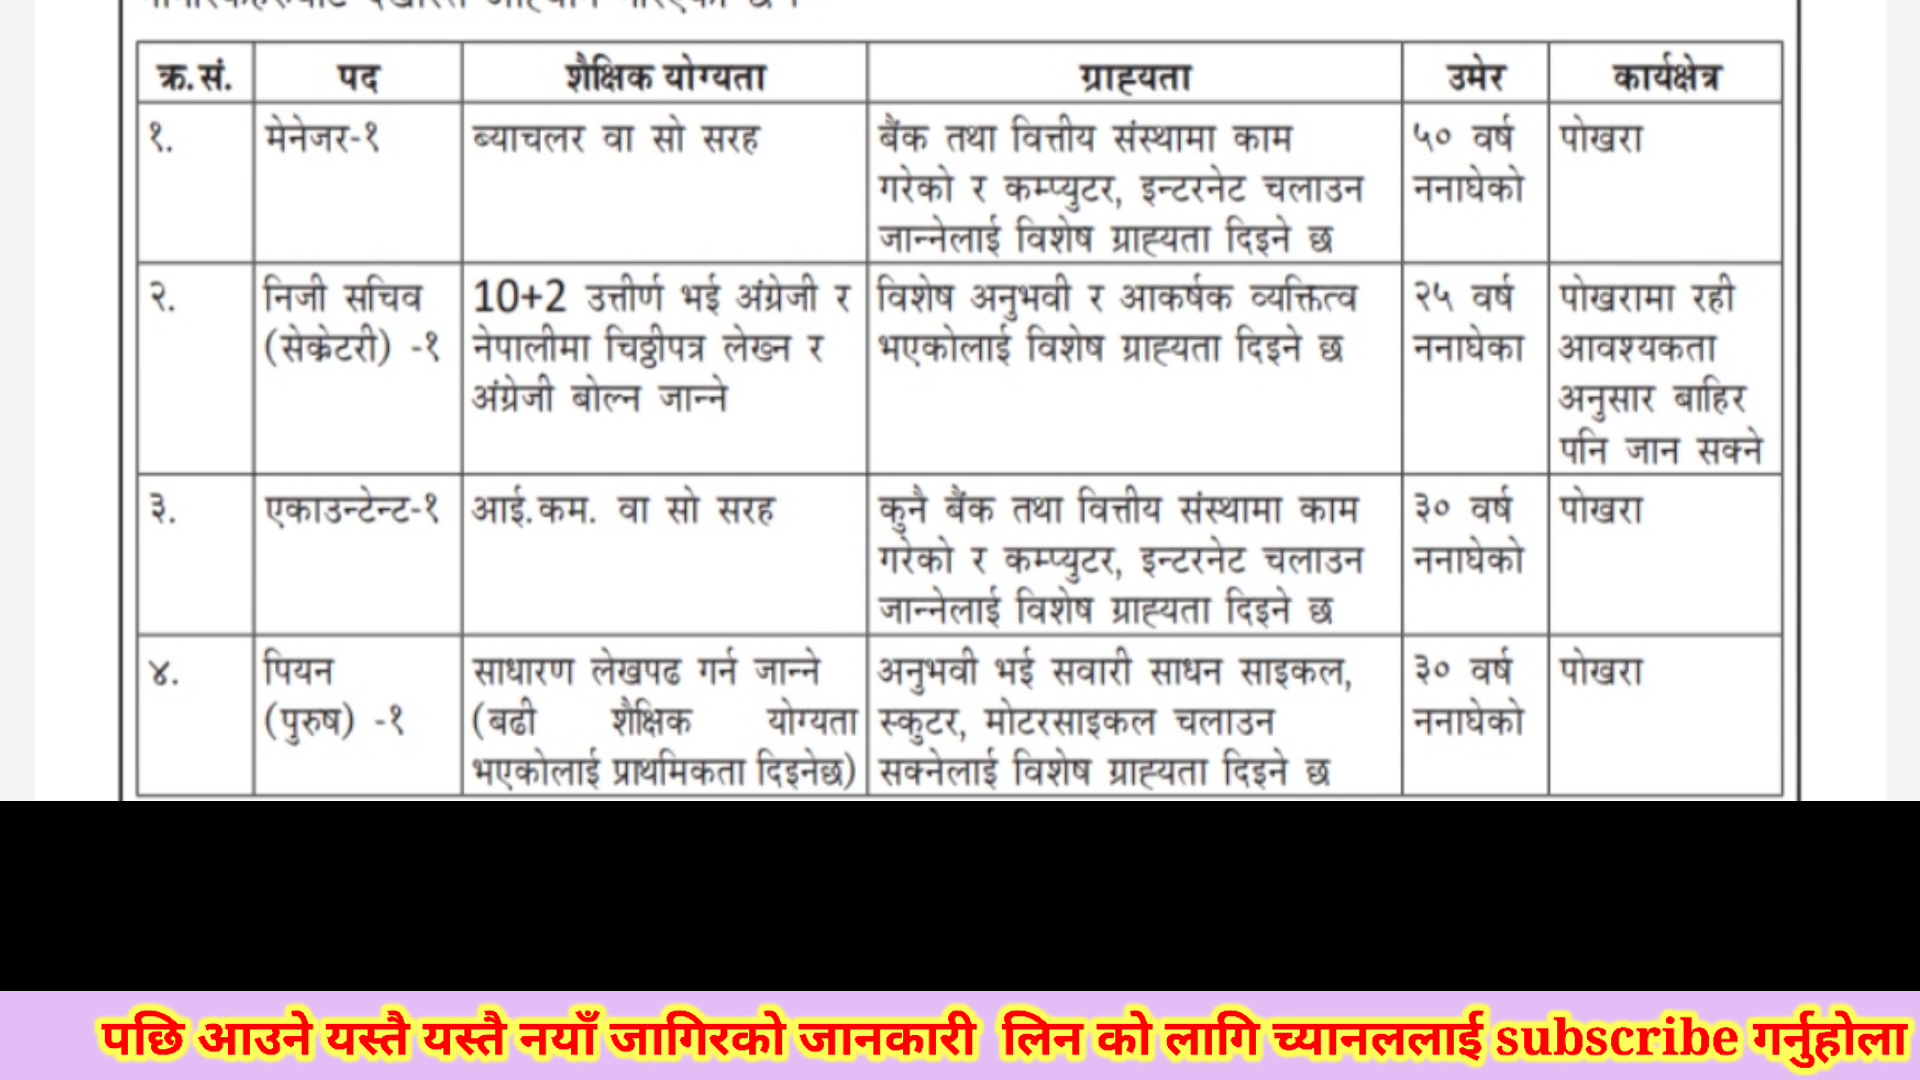 क्र.सं. पद शैक्षिक योग्यता ग्राह्यता उमेर कार्यक्षेत्र
१. मेनेजर-१ ब्याचलर वा सो सरह बैंक तथा वित्तीय संस्थामा काम ५० वर्ष पोखरा
गरेको र कम्प्युटर, इन्टरनेट चलाउन ननाघेको
जान्नेलाई विशेष ग्राह्यता दिइने छ
२. निजी सचिव 10+2 उत्तीर्ण भई अंग्रेजी र विशेष अनुभवी र आकर्षक व्यक्तित्व २५ वर्ष पोखरामा रही
(सेक्रेटरी) -१ नेपालीमा चिठ्ठीपत्र लेख्न र भएकोलाई विशेष ग्राह्यता दिइने छ ननाघेका आवश्यकता
अंग्रेजी बोल्न जान्ने अनुसार बाहिर
पनि जान सक्ने
३. एकाउन्टेन्ट-१ आई.कम. वा सो सरह कुनै बैंक तथा वित्तीय संस्थामा काम ३० वर्ष पोखरा
गरेको र कम्प्युटर, इन्टरनेट चलाउन ननाघेको
जान्नेलाई विशेष ग्राह्यता दिइने छ
४. पियन साधारण लेखपढ गर्न जान्ने अनुभवी भई सवारी साधन साइकल, ३० वर्ष पोखरा
(पुरुष) -१ (बढी शैक्षिक योग्यता स्कुटर, मोटरसाइकल चलाउन ननाघेको
भएकोलाई प्राथमिकता दिइनेछ) सक्नेलाई विशेष ग्राह्यता दिइने छ
पछि आउने यस्तै यस्तै नयाँ जागिरको जानकारी लिन को लागि च्यानललाई subscribe गर्नुहोला